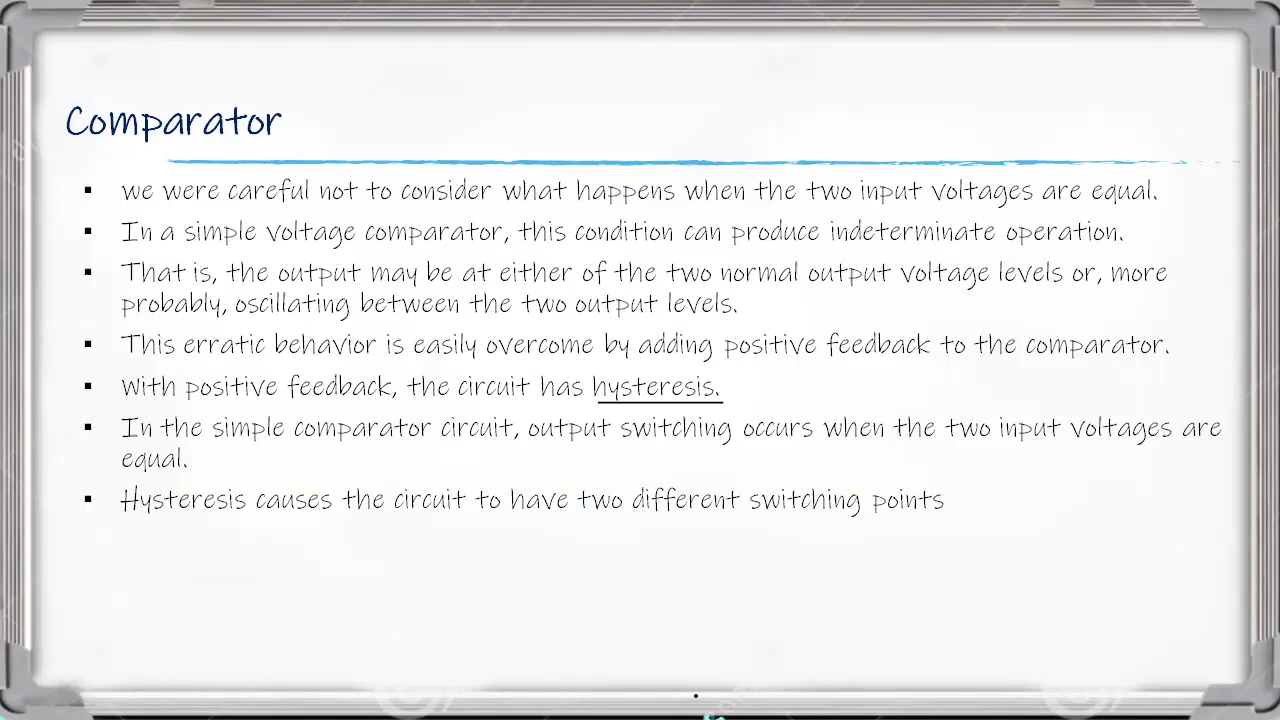 Comparator
▪ we were careful not to consider what happens when the two input voltages are equal.
▪ In a simple voltage comparator, this condition can produce indeterminate operation.
▪ That is, the output may be at either of the two normal output voltage levels or, more
probably, oscillating between the two output levels.
▪ This erratic behavior is easily overcome by adding positive feedback to the comparator.
▪ With positive feedback, the circuit has hysteresis.
▪ In the simple comparator circuit, output switching occurs when the two input voltages are
equal.
▪ Hysteresis causes the circuit to have two different switching points